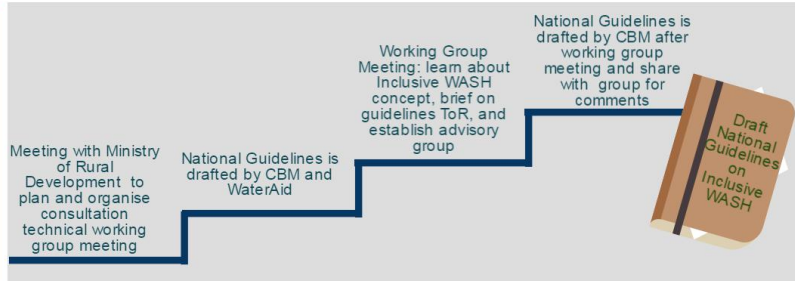 Meeting with Ministry
of Rural
Development to
plan and organise
consultation
technical working
group meeting
National Guidelines is
drafted by CBM and
WaterAid
Working Group
Meeting: learn about
Inclusive WASH
concept, brief on
guidelines ToR, and
establish advisory
group
National Guidelines is
drafted by CBM after
working group
meeting and share
with group for
comments
Draft
National
Guidelines
on
Inclusive
WASH